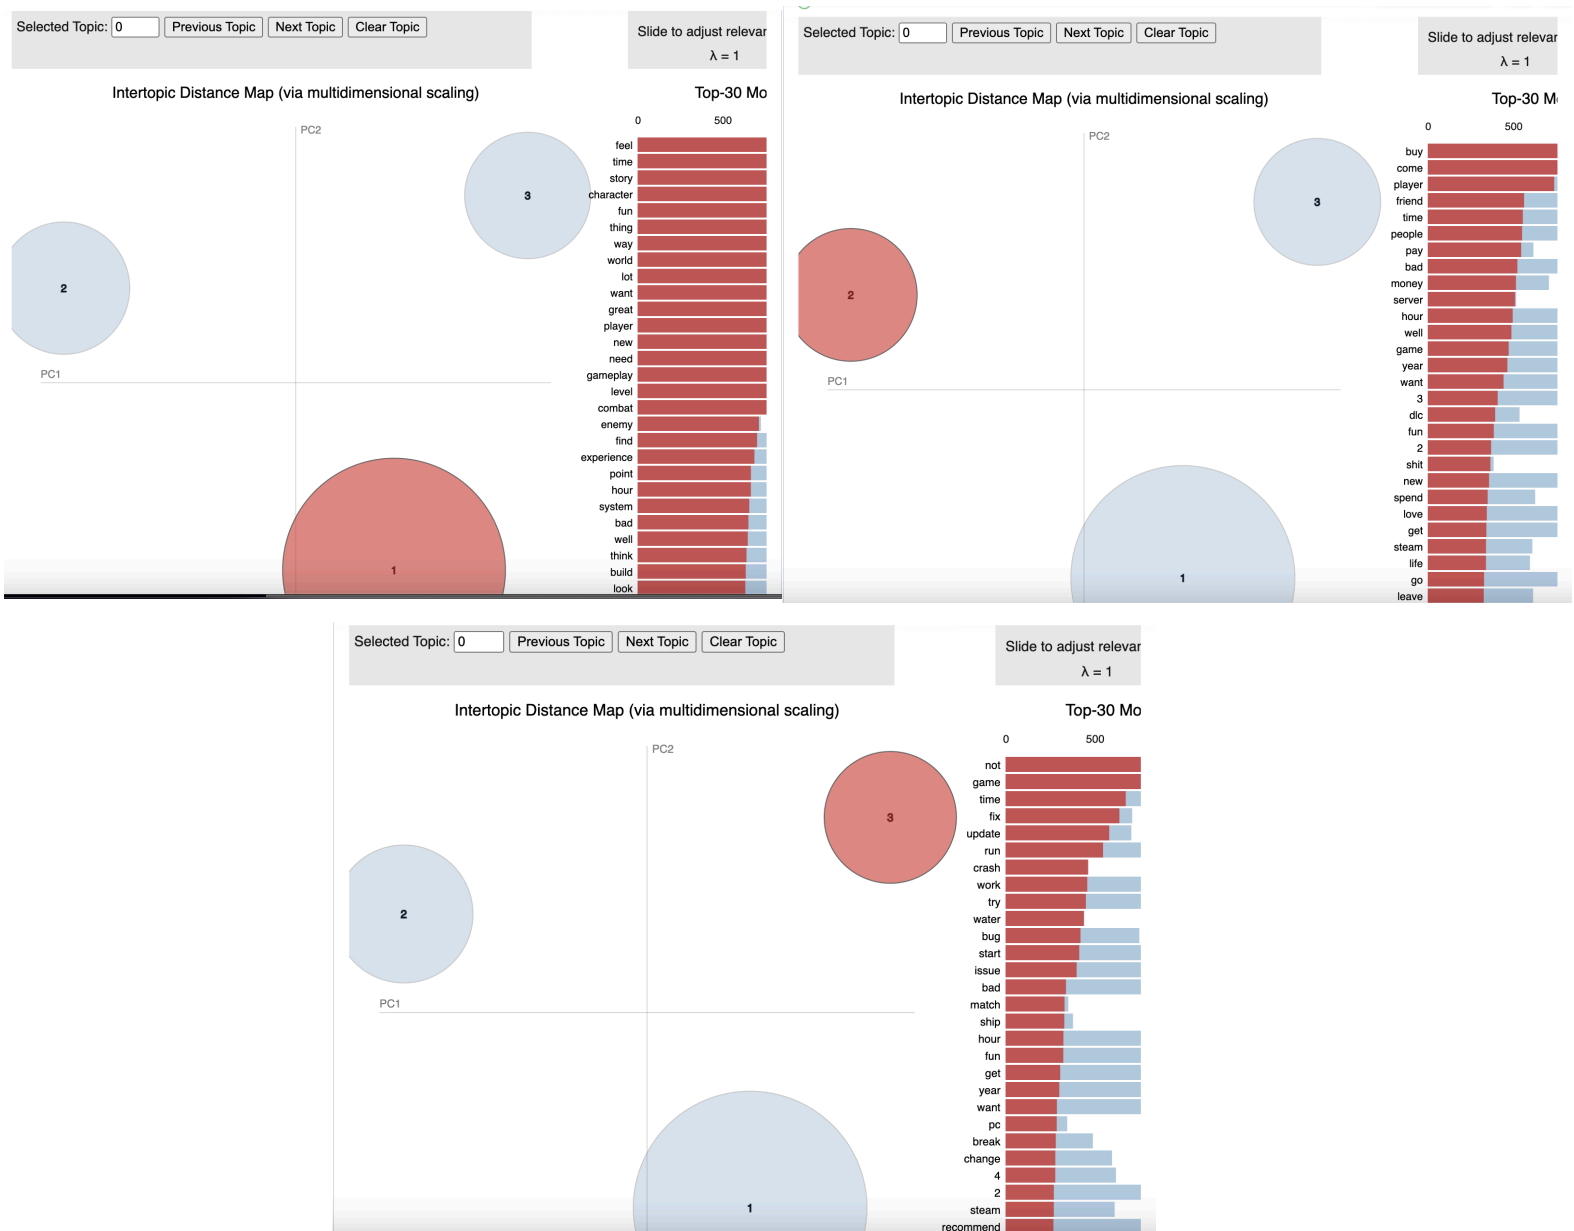 Selected Topic: 0 Previous Topic Next Topic Clear Topic
Slide to adjust relevar
λ = 1
Intertopic Distance Map (via multidimensional scaling)
Top-30 Mo
PC2
PC1
2
3
1
0 500
feel
time
story
character
fun
thing
way
world
lot
want
great
player
new
need
gameplay
level
combat
enemy
find
experience
point
hour
system
bad
well
think
build
look
Selected Topic: 0 Previous Topic Next Topic Clear Topic
Slide to adjust relevar
λ = 1
Intertopic Distance Map (via multidimensional scaling)
Top-30 M
PC2
PC1
2
3
1
0 500
buy
come
player
friend
time
people
pay
bad
money
server
hour
well
game
year
want
3
dlc
fun
2
shit
new
spend
love
get
steam
life
go
leave
Selected Topic: 0 Previous Topic Next Topic Clear Topic
Slide to adjust relevar
λ = 1
Intertopic Distance Map (via multidimensional scaling)
Top-30 Mo
PC2
PC1
2
3
1
0 500
not
game
time
fix
update
run
crash
work
try
water
bug
start
issue
bad
match
ship
hour
fun
get
year
want
pc
break
change
4
2
steam
recommend